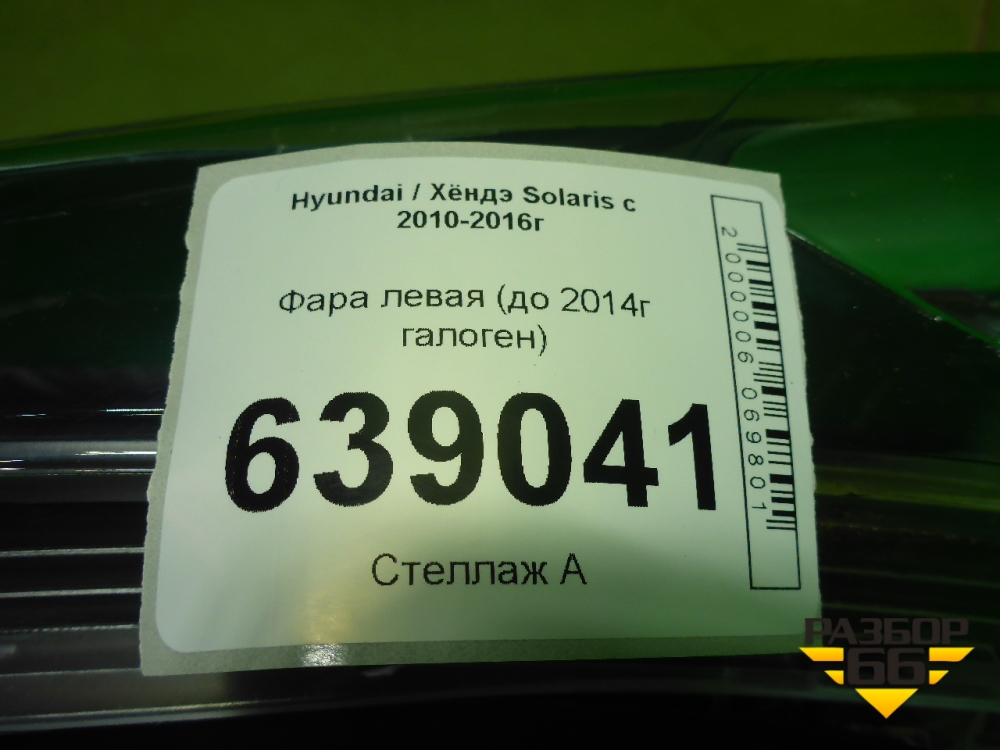 Hyundai / Хёндэ Solaris с
2010-2016г
Фара левая (до 2014г
галоген)
639041
Стеллаж А
2000006069801
РАЗБОР
66